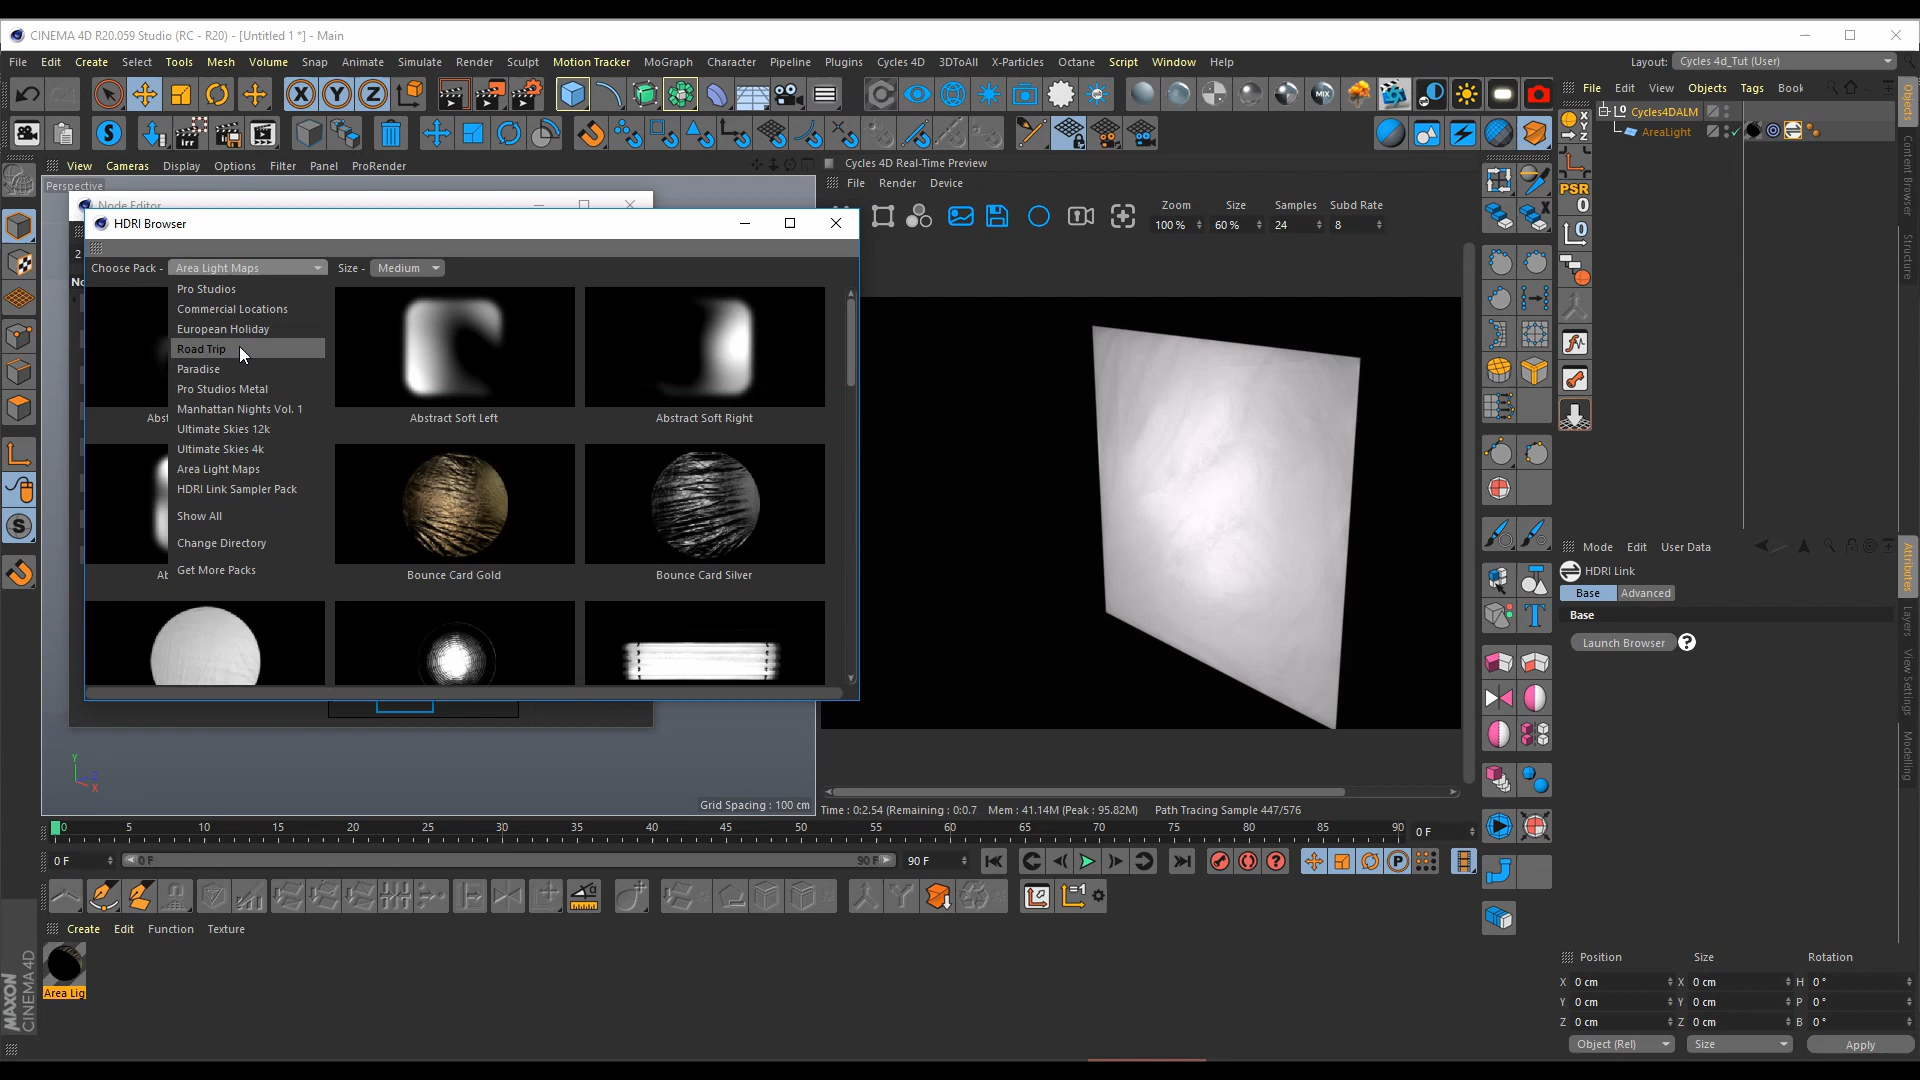 CINEMA 4D R20.059 Studio (RC - R20) - [Untitled 1 *] - Main
File Edit Create Select Tools Mesh Volume Snap Animate Simulate Render Sculpt Motion Tracker MoGraph Character Pipeline Plugins Cycles 4D 3DToAll X-Particles Octane Script Window Help
Layout: Cycles 4d_Tut (User)
File Edit View Objects Tags Book
Cycles4DALM
AreaLight
View Cameras Display Options Filter Panel ProRender
Perspective
Cycles 4D Real-Time Preview
File Render Device
Zoom Size Samples Subd Rate
100 % 60 % 24 8
Node Editor
HDRI Browser
Choose Pack - Area Light Maps Size - Medium
Pro Studios
Commercial Locations
European Holiday
Road Trip
Paradise
Pro Studios Metal
Manhattan Nights Vol. 1
Ultimate Skies 12k
Ultimate Skies 4k
Area Light Maps
HDRI Link Sampler Pack
Show All
Change Directory
Get More Packs
Abstract Soft Left
Abstract Soft Right
Bounce Card Gold
Bounce Card Silver
Grid Spacing : 100 cm
Time : 0:2.54 (Remaining : 0:0.7 Mem : 41.14M (Peak : 95.82M) Path Tracing Sample 447/576
0 5 10 15 20 25 30 35 40 45 50 55 60 65 70 75 80 85 90 0 F
0 F 0 F 90 F 90 F
Create Edit Function Texture
Area Lig
MAXON
CINEMA 4D
PSR
0
Mode Edit User Data
HDRI Link
Base Advanced
Base
Launch Browser
Objects
Content Browser
Structure
Attributes
Layers
View Settings
Modelling
Position Size Rotation
X 0 cm X 0 cm H 0 °
Y 0 cm Y 0 cm P 0 °
Z 0 cm Z 0 cm B 0 °
Object (Rel) Size Apply